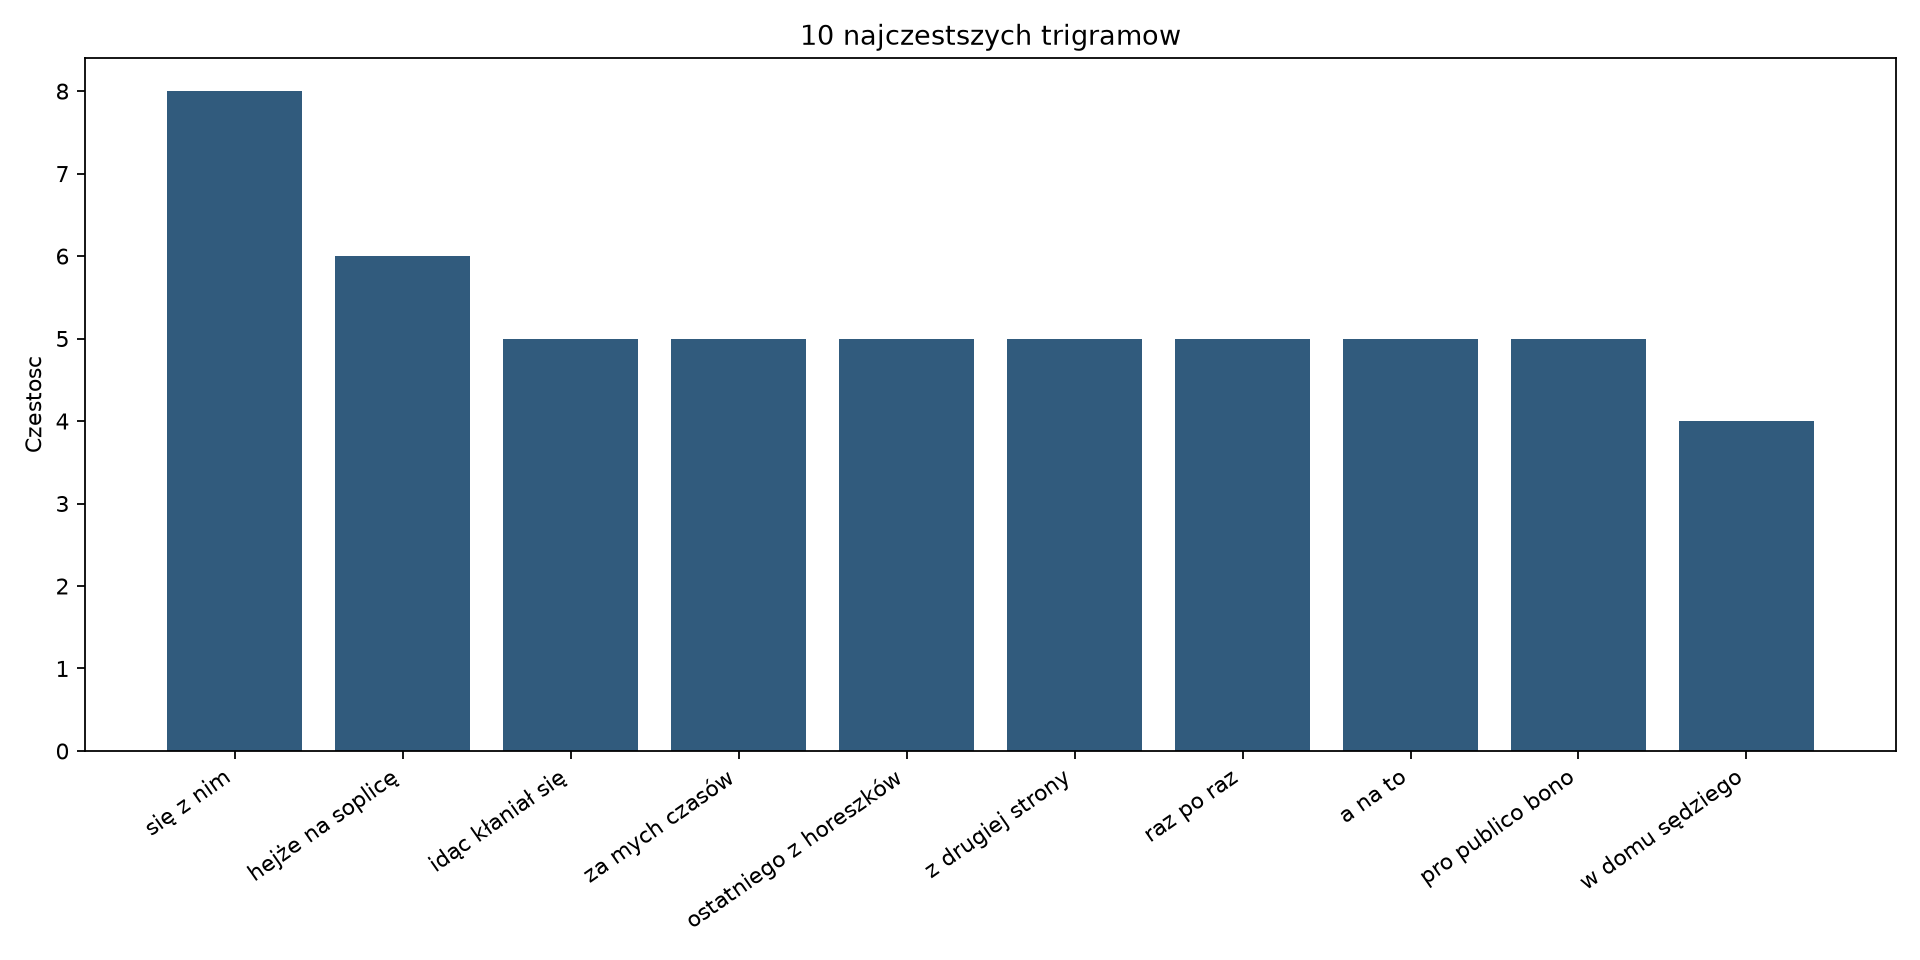 10 najczestszych trigramow
Czestosc
8
7
6
5
4
3
2
1
0
się z nim
hejże na soplicę
idąc kłaniał się
za mych czasów
ostatniego z horeszków
z drugiej strony
raz po raz
a na to
pro publico bono
w domu sędziego